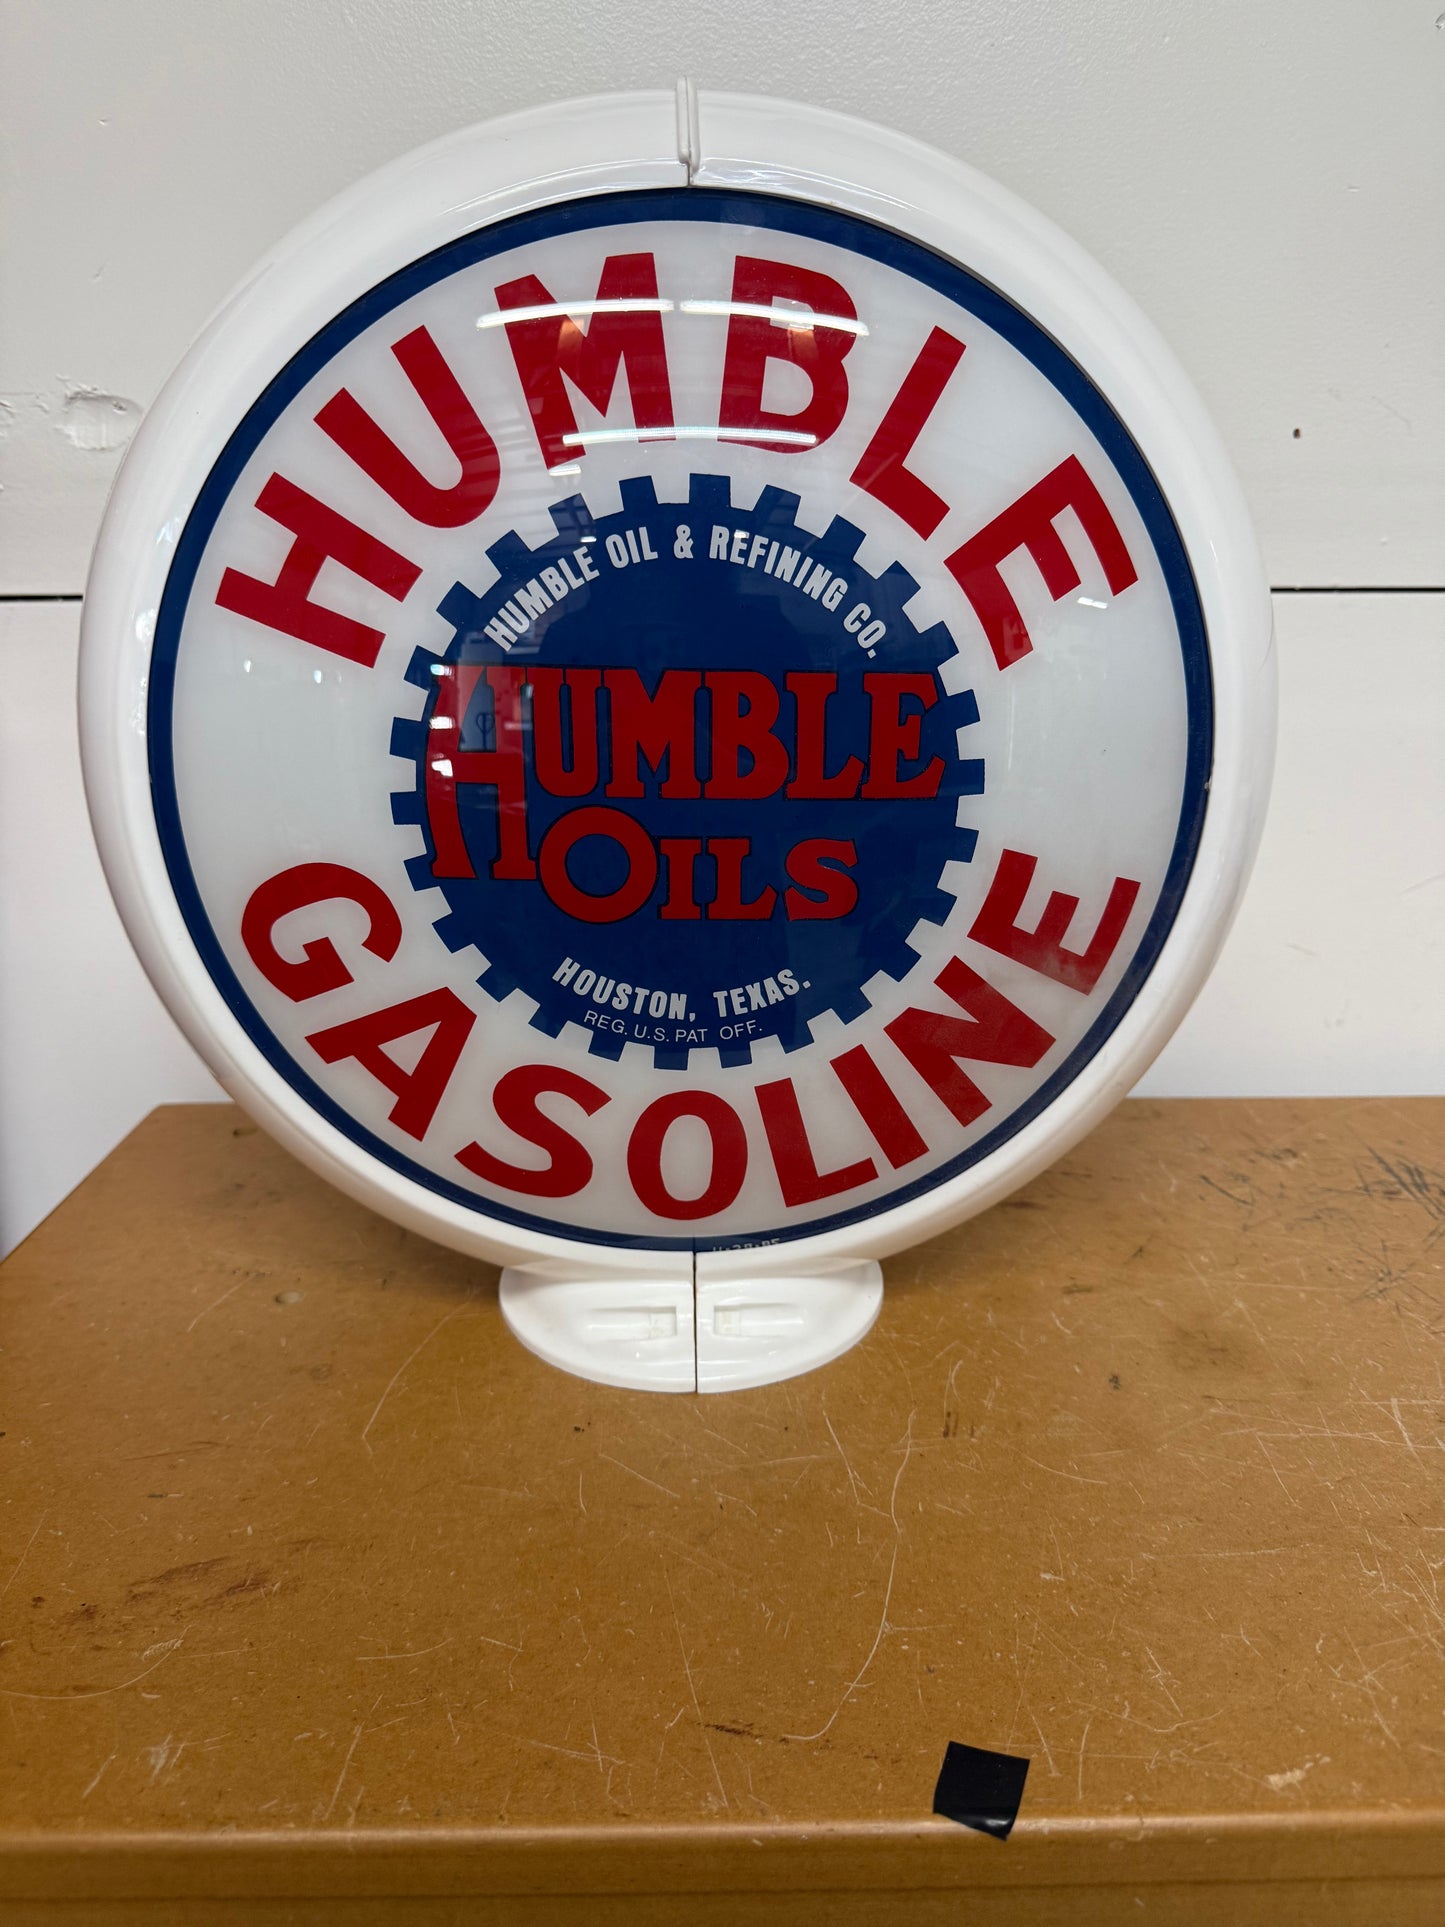 HUMBLE
HUMBLE OIL & REFINING CO.
HUMBLE
OILS
HOUSTON, TEXAS.
REG. U.S. PAT OFF.
GASOLINE